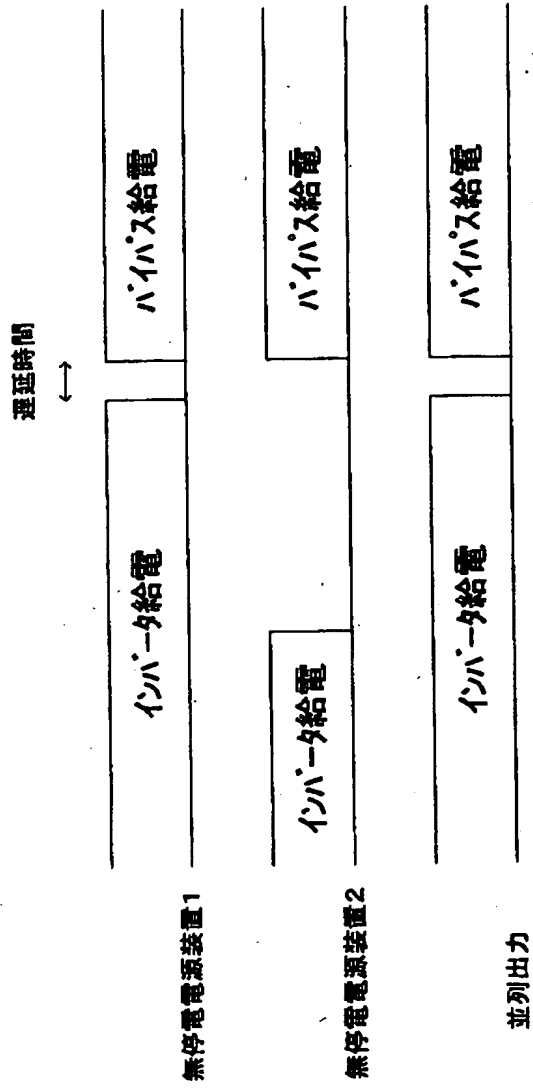 遅延時間
無停電電源装置1
インバータ給電
バイパス給電
無停電電源装置2
インバータ給電
バイパス給電
並列出力
インバータ給電
バイパス給電